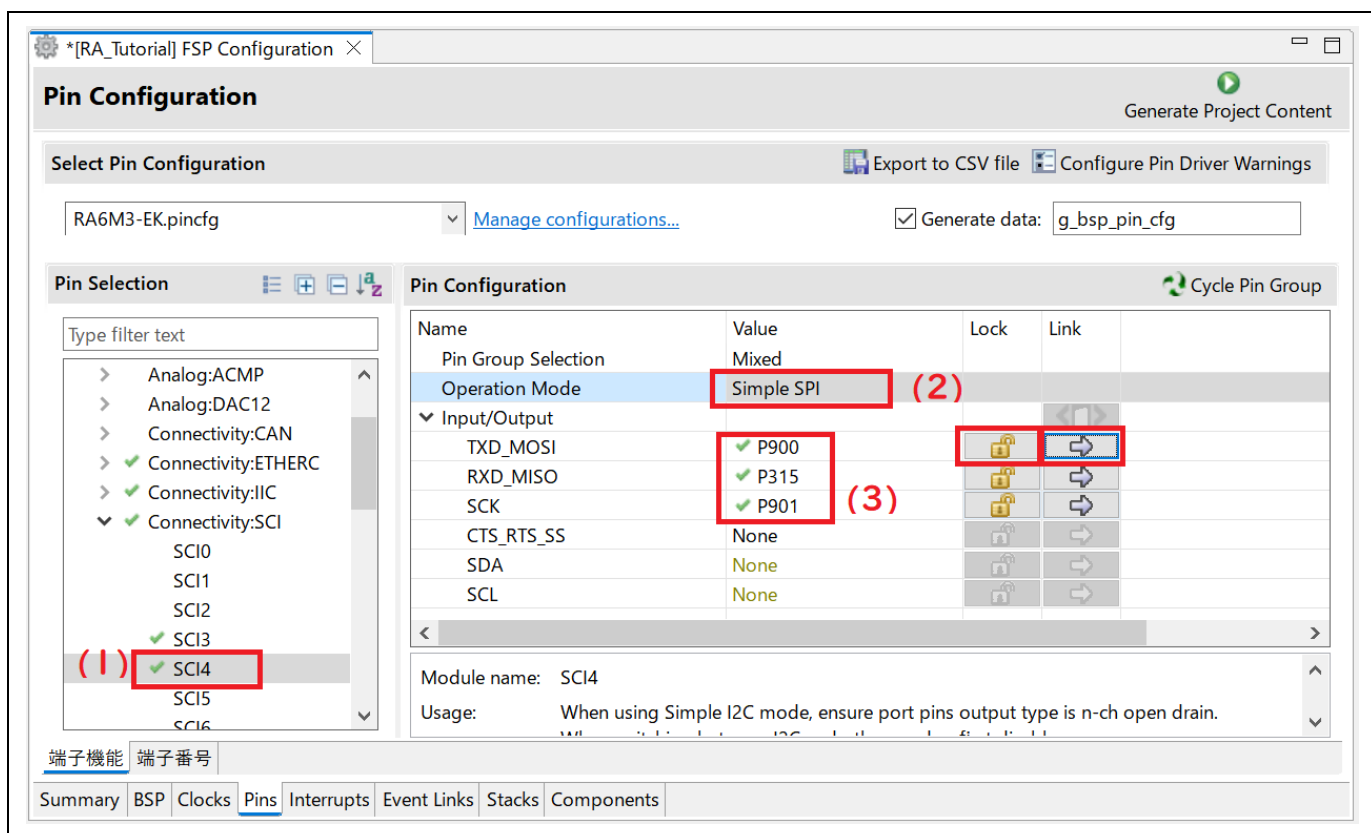 *[RA_Tutorial] FSP Configuration
Pin Configuration
Generate Project Content
Select Pin Configuration
Export to CSV file
Configure Pin Driver Warnings
RA6M3-EK.pincfg
Manage configurations...
Generate data:
g_bsp_pin_cfg
Pin Selection
Type filter text
Analog:ACMP
Analog:DAC12
Connectivity:CAN
Connectivity:ETHERC
Connectivity:IIC
Connectivity:SCI
SCI0
SCI1
SCI2
SCI3
(1) SCI4
SCI5
SCI6
Pin Configuration
Cycle Pin Group
Name Value Lock Link
Pin Group Selection Mixed
Operation Mode Simple SPI (2)
Input/Output
TXD_MOSI P900
RXD_MISO P315
SCK P901 (3)
CTS_RTS_SS None
SDA None
SCL None
Module name: SCI4
Usage: When using Simple I2C mode, ensure port pins output type is n-ch open drain.
端子機能 端子番号
Summary BSP Clocks Pins Interrupts Event Links Stacks Components